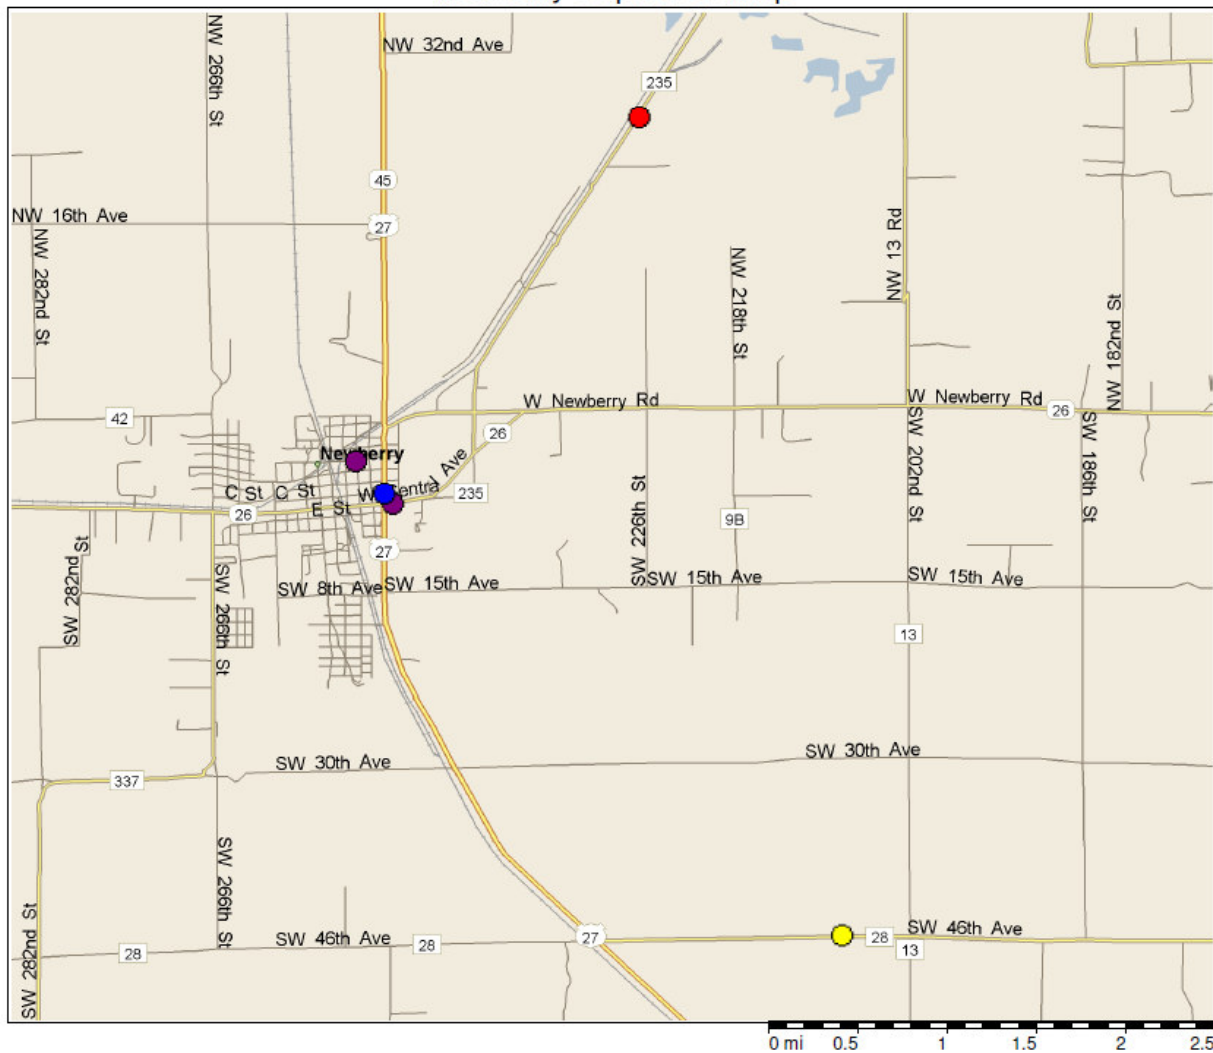 NW 32nd Ave
NW 266th St
235
45
27
NW 16th Ave
NW 282nd St
NW 13 Rd
NW 218th St
NW 182nd St
42
W Newberry Rd
W Newberry Rd
26
26
Newberry
C St
C St
E St
W Central Ave
235
26
27
SW 282nd St
SW 266th St
SW 8th Ave
SW 15th Ave
SW 226th St
SW 15th Ave
9B
SW 202nd St
SW 186th St
SW 15th Ave
13
SW 30th Ave
SW 30th Ave
337
SW 266th St
SW 282nd St
28
SW 46th Ave
28
27
28
SW 46th Ave
13
0 mi 0.5 1 1.5 2 2.5